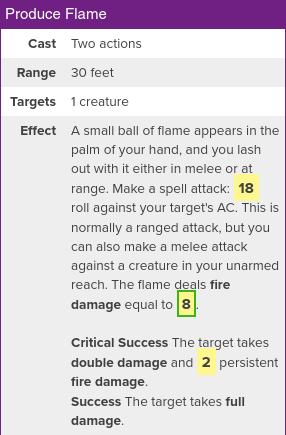 Produce Flame
Cast Two actions
Range 30 feet
Targets 1 creature
Effect A small ball of flame appears in the
palm of your hand, and you lash
out with it either in melee or at
range. Make a spell attack: 18
roll against your target's AC. This is
normally a ranged attack, but you
can also make a melee attack
against a creature in your unarmed
reach. The flame deals fire
damage equal to 8.
Critical Success The target takes
double damage and 2 persistent
fire damage.
Success The target takes full
damage.